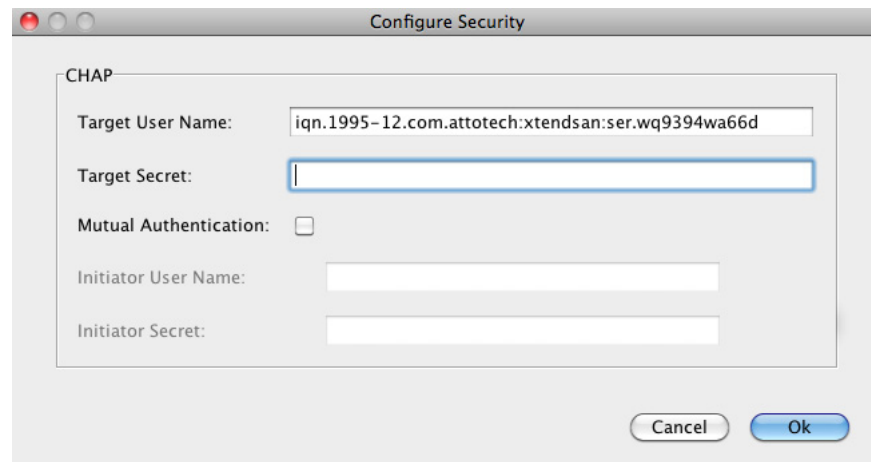 Configure Security
CHAP
Target User Name: iqn.1995-12.com.attotech:xtendsan:ser.wq9394wa66d
Target Secret:
Mutual Authentication:
Initiator User Name:
Initiator Secret:
Cancel Ok